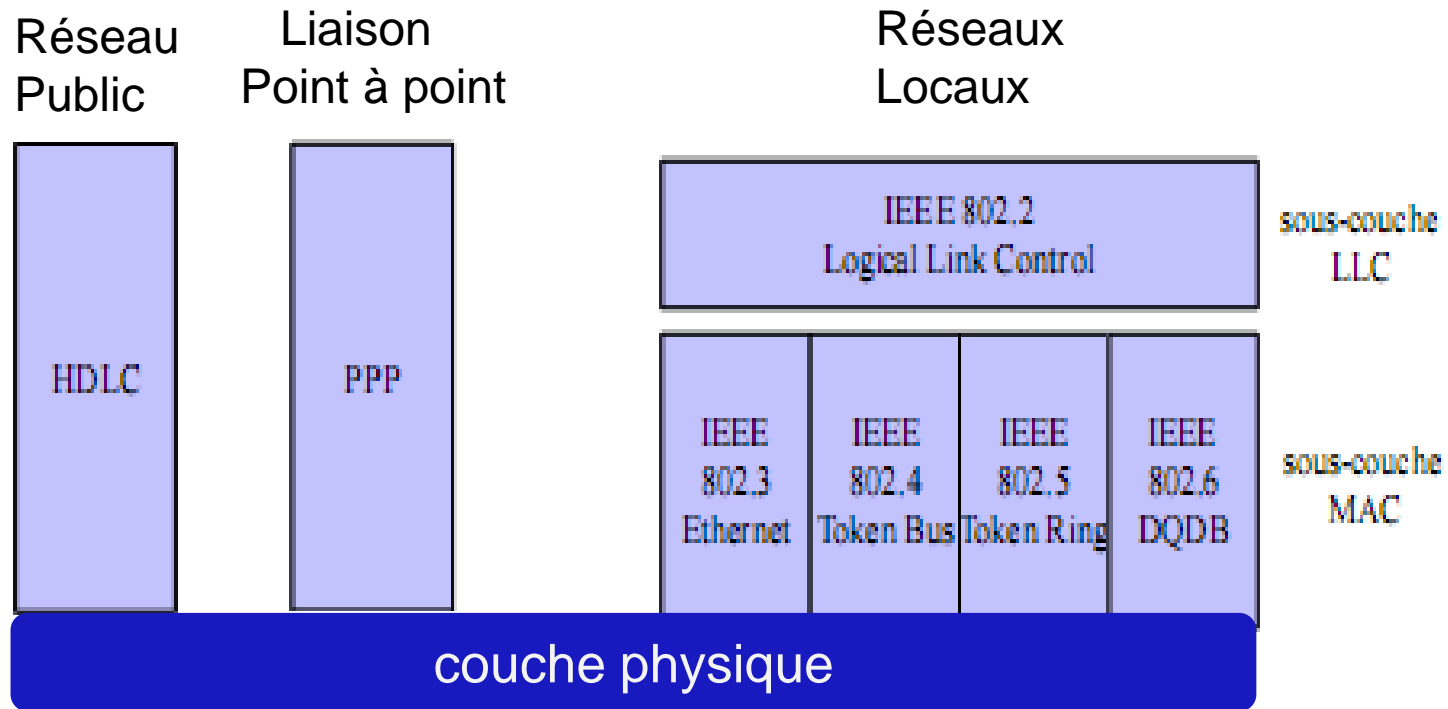 Réseau
Public
Liaison
Point à point
Réseaux
Locaux
HDLC
PPP
IEEE 802.2
Logical Link Control
sous-couche
LLC
IEEE
802.3
Ethernet
IEEE
802.4
Token Bus
IEEE
802.5
Token Ring
IEEE
802.6
DQDB
sous-couche
MAC
couche physique